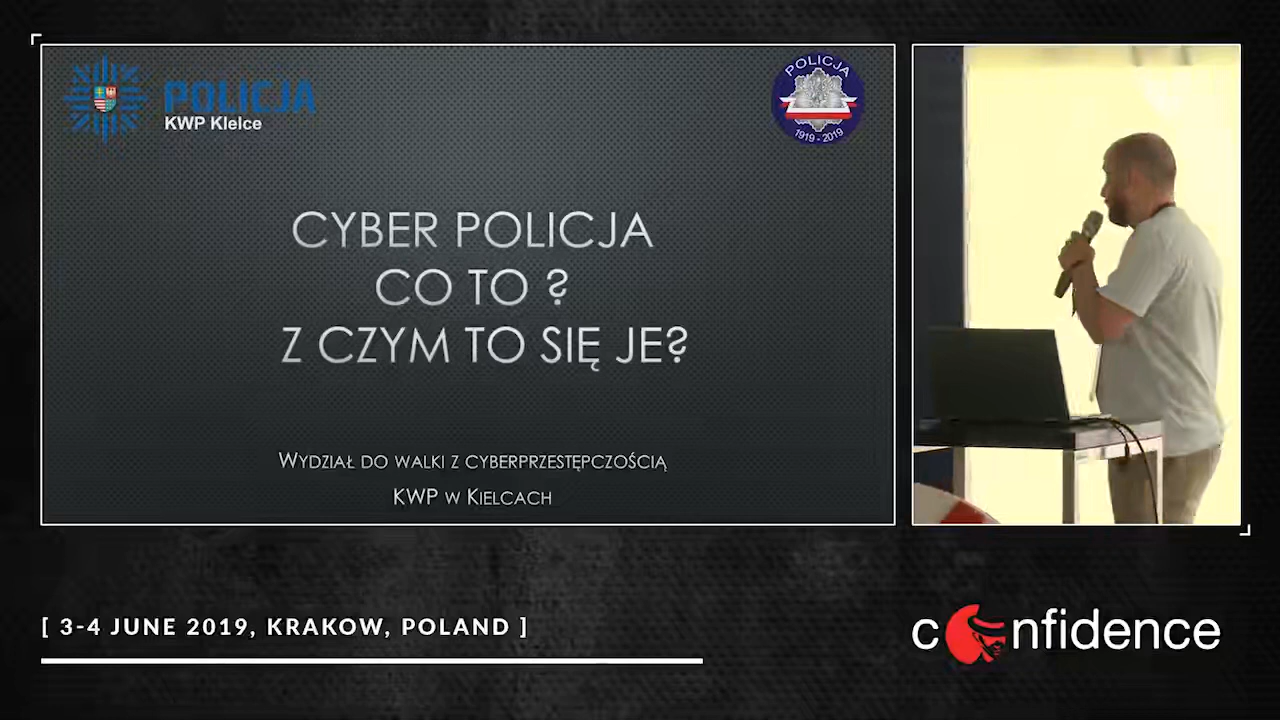 POLICJA
KWP Kielce
POLICJA
1919 - 2019
CYBER POLICJA
CO TO ?
Z CZYM TO SIĘ JE?
WYDZIAŁ DO WALKI Z CYBERPRZESTĘPCZOŚCIĄ
KWP W KIELCACH
[ 3-4 JUNE 2019, KRAKOW, POLAND ]
confidence